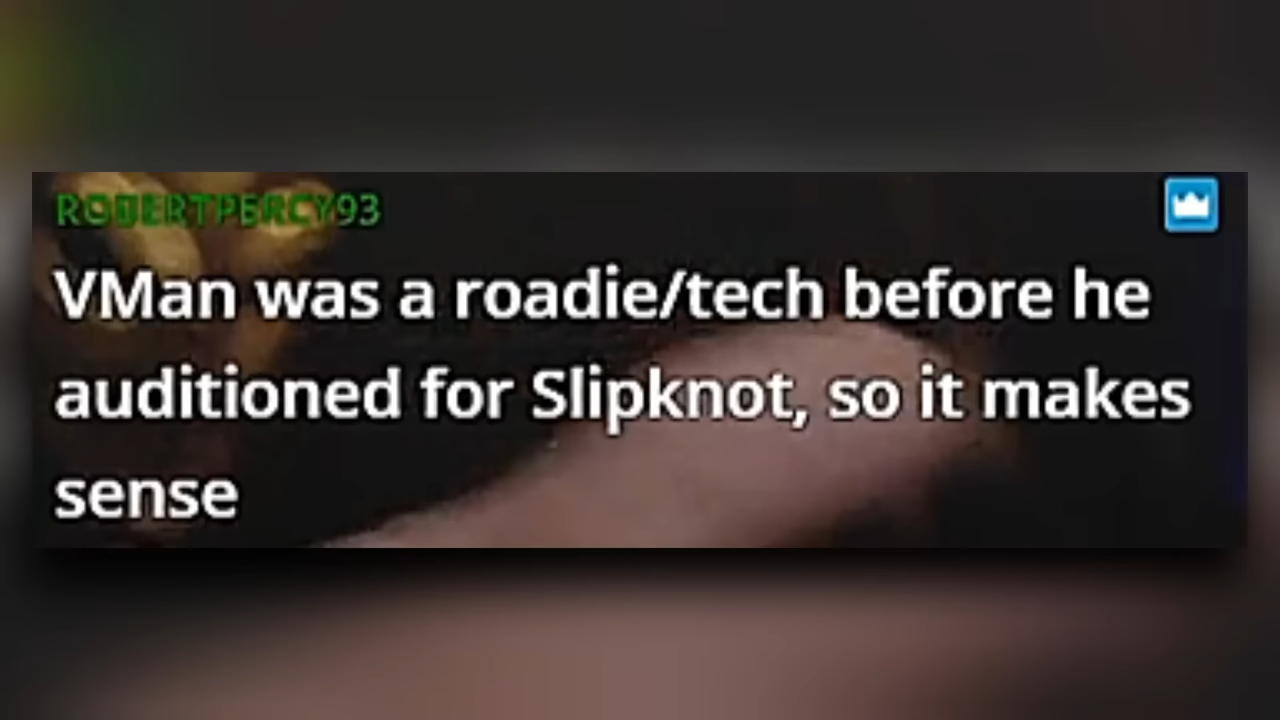 ROBERTPERCY93
VMan was a roadie/tech before he
auditioned for Slipknot, so it makes
sense